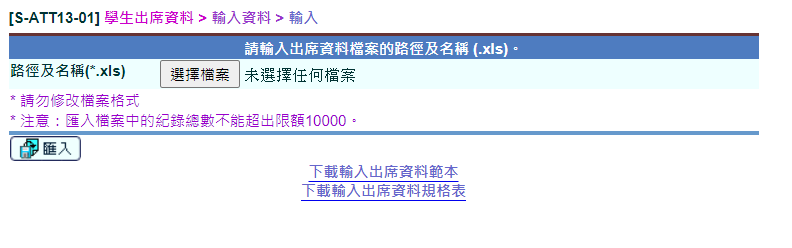 [S-ATT13-01] 學生出席資料 > 輸入資料 > 輸入
請輸入出席資料檔案的路徑及名稱 (.xls)。
路徑及名稱(*.xls) 選擇檔案 未選擇任何檔案
* 請勿修改檔案格式
* 注意：匯入檔案中的紀錄總數不能超出限額10000。
匯入
下載輸入出席資料範本
下載輸入出席資料規格表